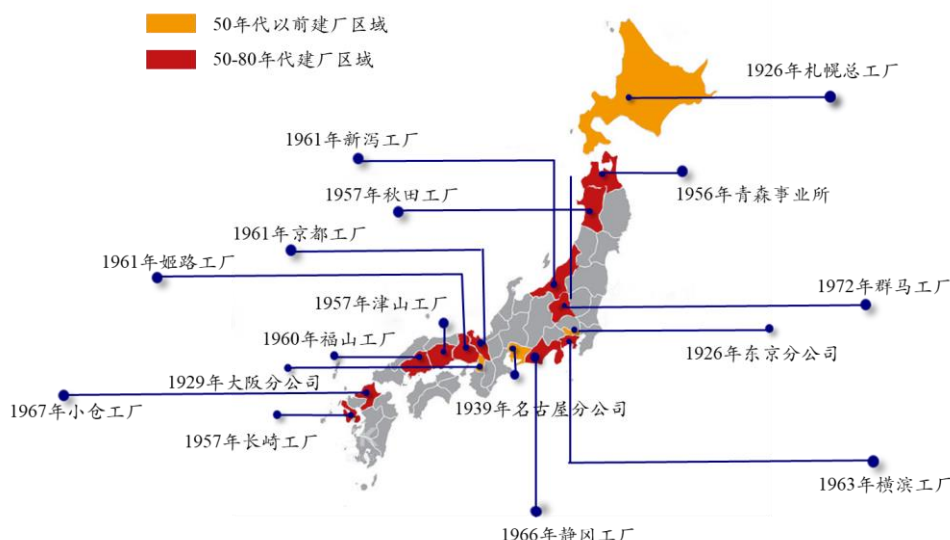 50年代以前建厂区域
50-80年代建厂区域
1926年札幌总工厂
1961年新泻工厂
1956年青森事业所
1957年秋田工厂
1961年京都工厂
1961年姬路工厂
1972年群马工厂
1957年津山工厂
1960年福山工厂
1926年东京分公司
1929年大阪分公司
1939年名古屋分公司
1967年小仓工厂
1957年长崎工厂
1963年横滨工厂
1966年静冈工厂